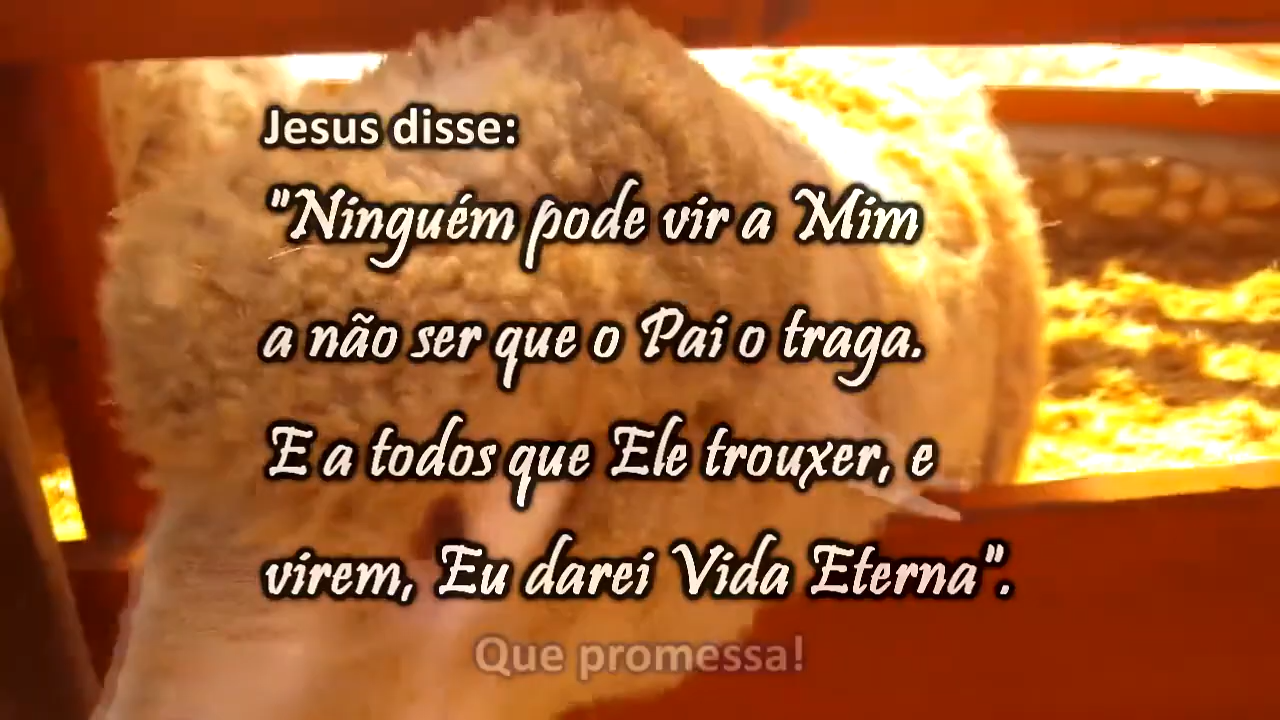 Jesus disse:
"Ninguém pode vir a Mim
a não ser que o Pai o traga.
E a todos que Ele trouxer, e
virem, Eu darei Vida Eterna".
Que promessa!